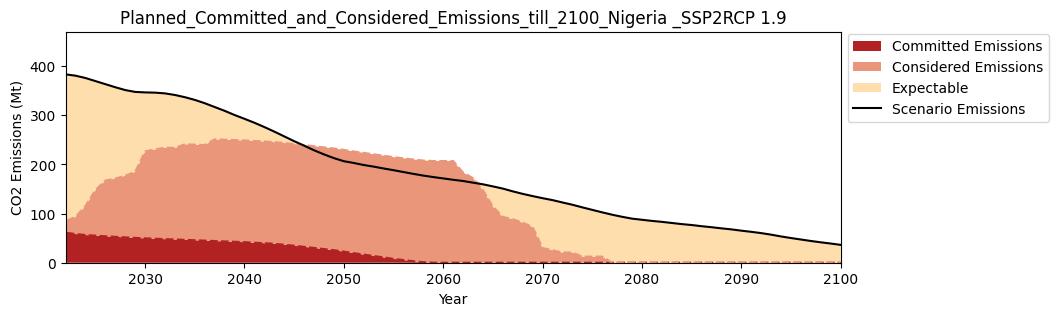 Planned_Committed_and_Considered_Emissions_till_2100_Nigeria _SSP2RCP 1.9
Committed Emissions
Considered Emissions
Expectable
Scenario Emissions
CO2 Emissions (Mt)
400
300
200
100
0
2030 2040 2050 2060 2070 2080 2090 2100
Year